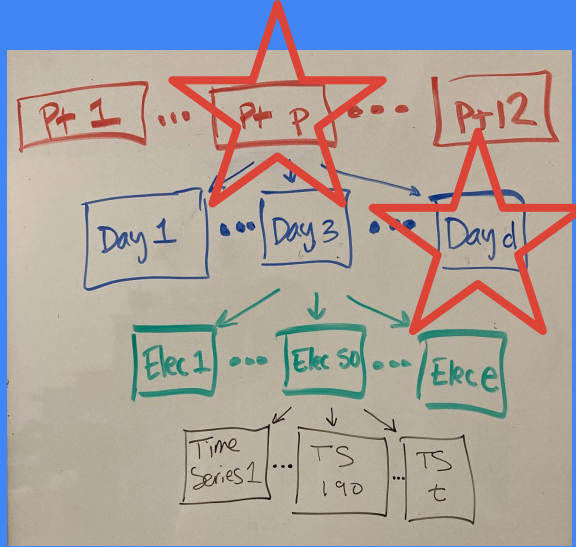 Pt 1 ... Pt p ... Pt 12
Day 1 ... Day 3 ... Day d
Elec 1 ... Elec 50 ... Elec e
Time
Series 1 ... TS
190 ... TS
t